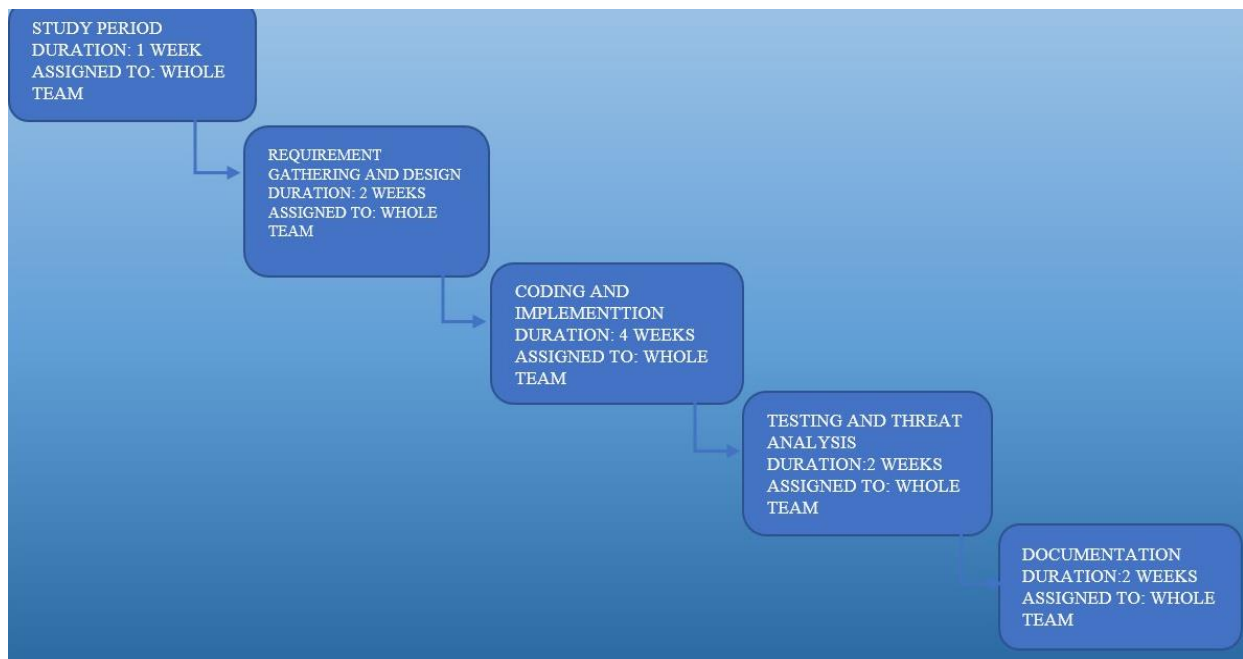 STUDY PERIOD
DURATION: 1 WEEK
ASSIGNED TO: WHOLE
TEAM
REQUIREMENT
GATHERING AND DESIGN
DURATION: 2 WEEKS
ASSIGNED TO: WHOLE
TEAM
CODING AND
IMPLEMENTTION
DURATION: 4 WEEKS
ASSIGNED TO: WHOLE
TEAM
TESTING AND THREAT
ANALYSIS
DURATION:2 WEEKS
ASSIGNED TO: WHOLE
TEAM
DOCUMENTATION
DURATION:2 WEEKS
ASSIGNED TO: WHOLE
TEAM